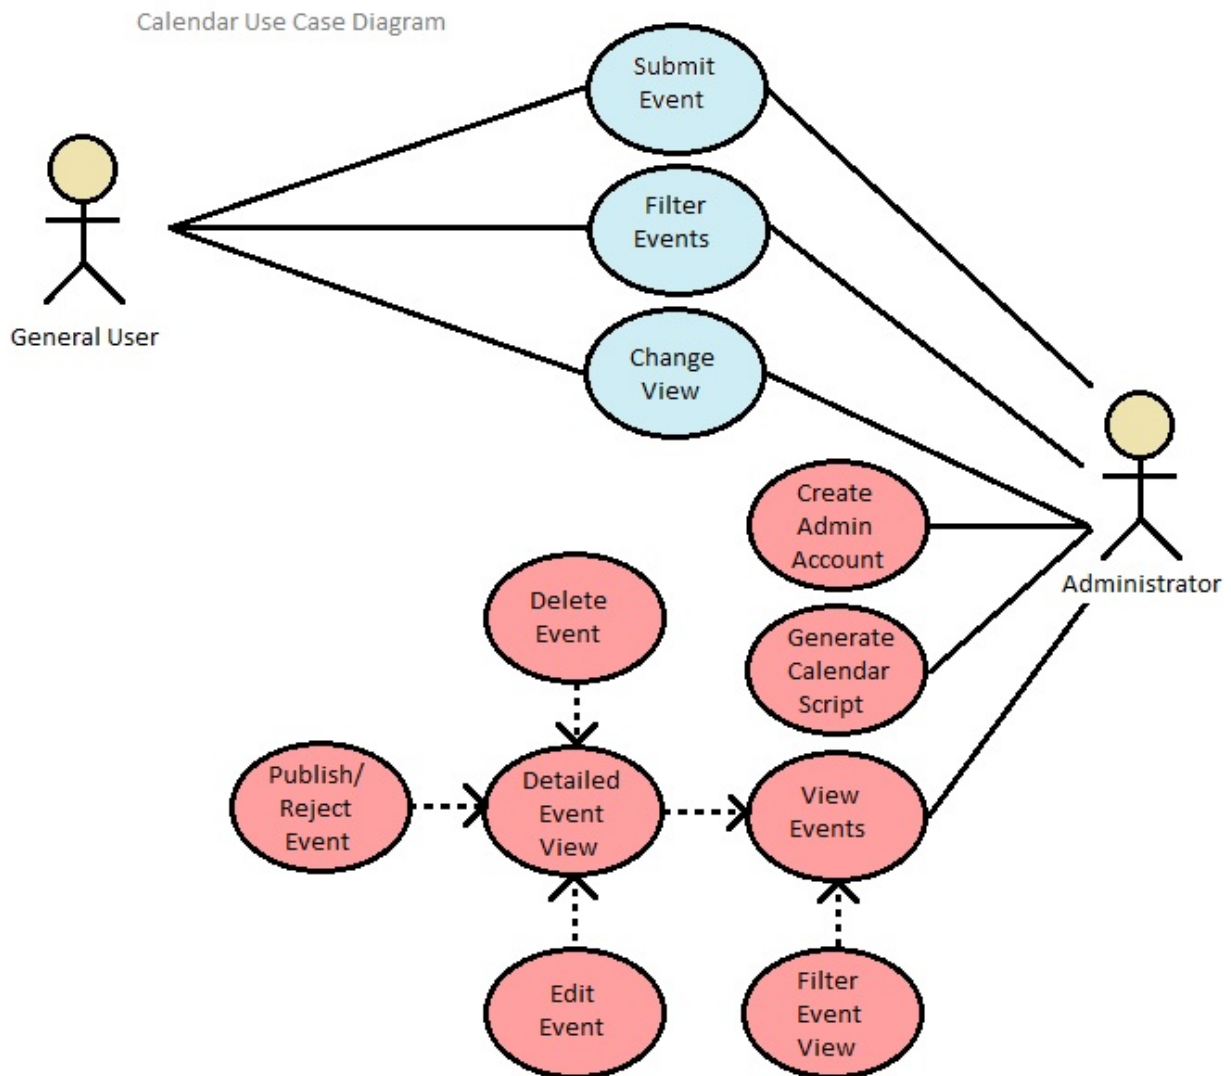 Calendar Use Case Diagram
Submit
Event
Filter
Events
General User
Change
View
Create
Admin
Account
Administrator
Delete
Event
Generate
Calendar
Script
Publish/
Reject
Event
Detailed
Event
View
View
Events
Edit
Event
Filter
Event
View